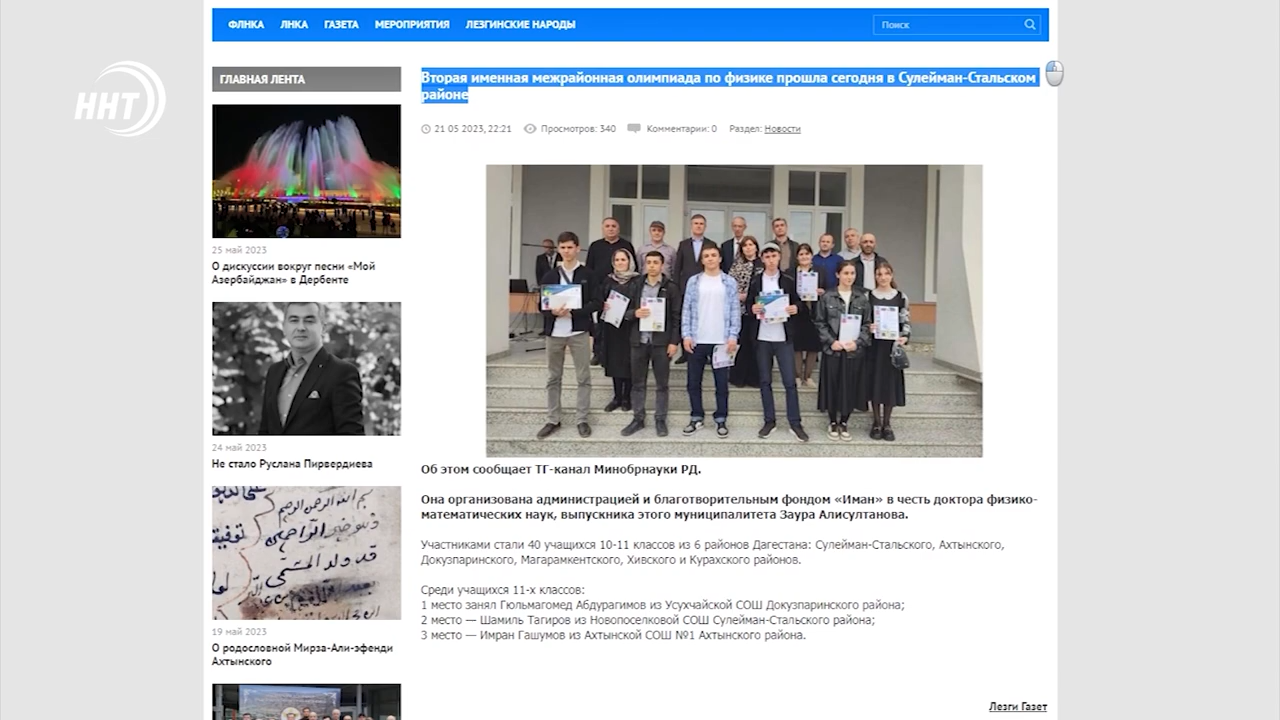 ФЛНКА ЛНКА ГАЗЕТА МЕРОПРИЯТИЯ ЛЕЗГИНСКИЕ НАРОДЫ
Поиск
ННТ
ГЛАВНАЯ ЛЕНТА
25 май 2023
О дискуссии вокруг песни «Мой
Азербайджан» в Дербенте
24 май 2023
Не стало Руслана Пирвердиева
19 май 2023
О родословной Мирза-Али-эфенди
Ахтынского
Вторая именная межрайонная олимпиада по физике прошла сегодня в Сулейман-Стальском
районе
21 05 2023, 22:21 Просмотров: 340 Комментарии: 0 Раздел: Новости
Об этом сообщает ТГ-канал Минобрнауки РД.
Она организована администрацией и благотворительным фондом «Иман» в честь доктора физико-
математических наук, выпускника этого муниципалитета Заура Алисултанова.
Участниками стали 40 учащихся 10-11 классов из 6 районов Дагестана: Сулейман-Стальского, Ахтынского,
Докузпаринского, Магарамкентского, Хивского и Курахского районов.
Среди учащихся 11-х классов:
1 место занял Гюльмагомед Абдурагимов из Усухчайской СОШ Докузпаринского района;
2 место — Шамиль Тагиров из Новопоселковой СОШ Сулейман-Стальского района;
3 место — Имран Гашумов из Ахтынской СОШ №1 Ахтынского района.
Лезги Газет